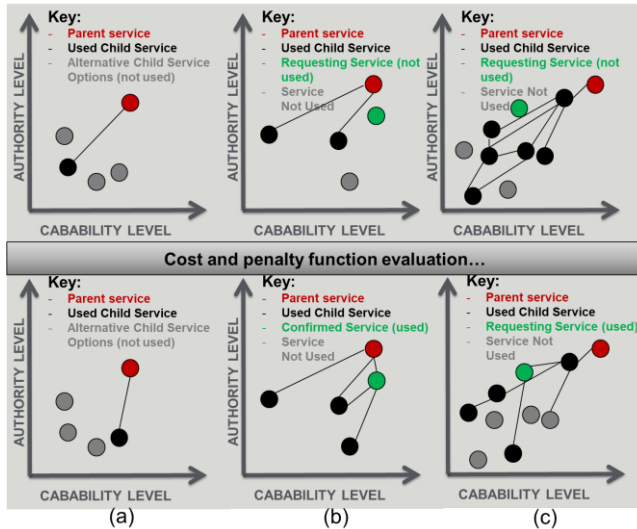 Key:
- Parent service
- Used Child Service
- Alternative Child Service
Options (not used)
AUTHORITY LEVEL
CABABILITY LEVEL
Key:
- Parent service
- Used Child Service
- Requesting Service (not
used)
- Service
Not Used
AUTHORITY LEVEL
CABABILITY LEVEL
Key:
- Parent service
- Used Child Service
- Requesting Service (not
used)
- Service Not
Used
AUTHORITY LEVEL
CABABILITY LEVEL
Cost and penalty function evaluation...
Key:
- Parent service
- Used Child Service
- Alternative Child Service
Options (not used)
AUTHORITY LEVEL
CABABILITY LEVEL
(a)
Key:
- Parent service
- Used Child Service
- Confirmed Service (used)
- Service
Not Used
AUTHORITY LEVEL
CABABILITY LEVEL
(b)
Key:
- Parent service
- Used Child Service
- Requesting Service (used)
- Service Not
Used
AUTHORITY LEVEL
CABABILITY LEVEL
(c)